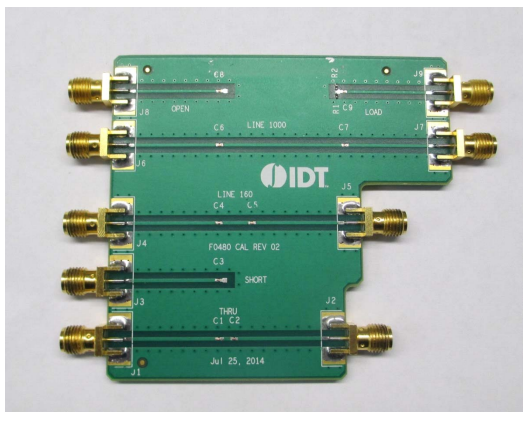 C8
R2
J9
J8
OPEN
R1
C9
LOAD
C6
LINE 1000
C7
J7
J6
IDT
LINE 160
J5
C4 C5
J4
F0480 CAL REV 02
C3
J3
SHORT
THRU
J2
C1 C2
Jul 25, 2014
J1